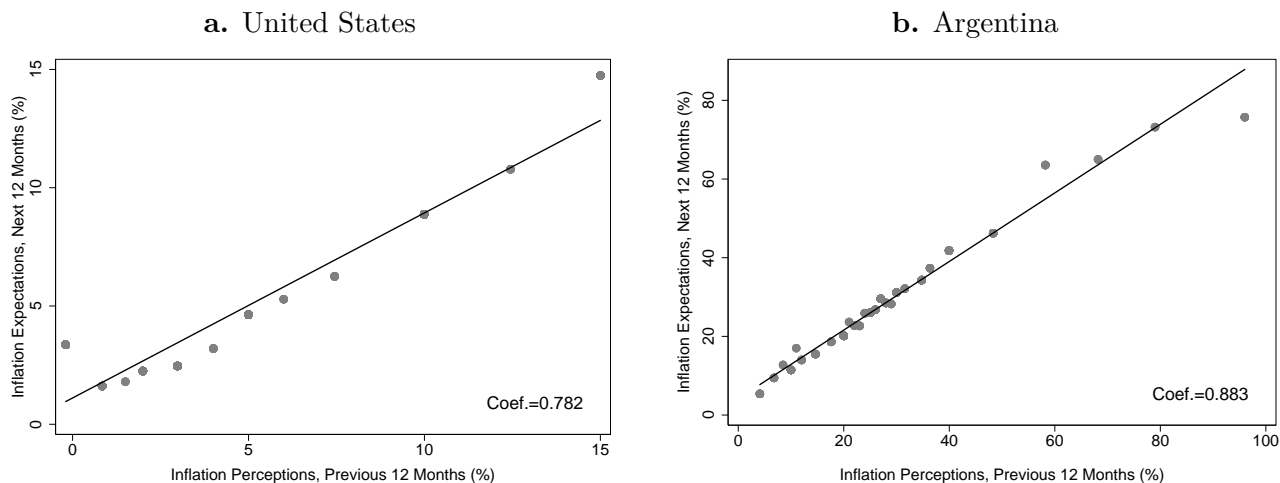 a. United States
Inflation Expectations, Next 12 Months (%)
15
10
5
0
Coef.=0.782
0 5 10 15
Inflation Perceptions, Previous 12 Months (%)
b. Argentina
Inflation Expectations, Next 12 Months (%)
80
60
40
20
0
Coef.=0.883
0 20 40 60 80 100
Inflation Perceptions, Previous 12 Months (%)